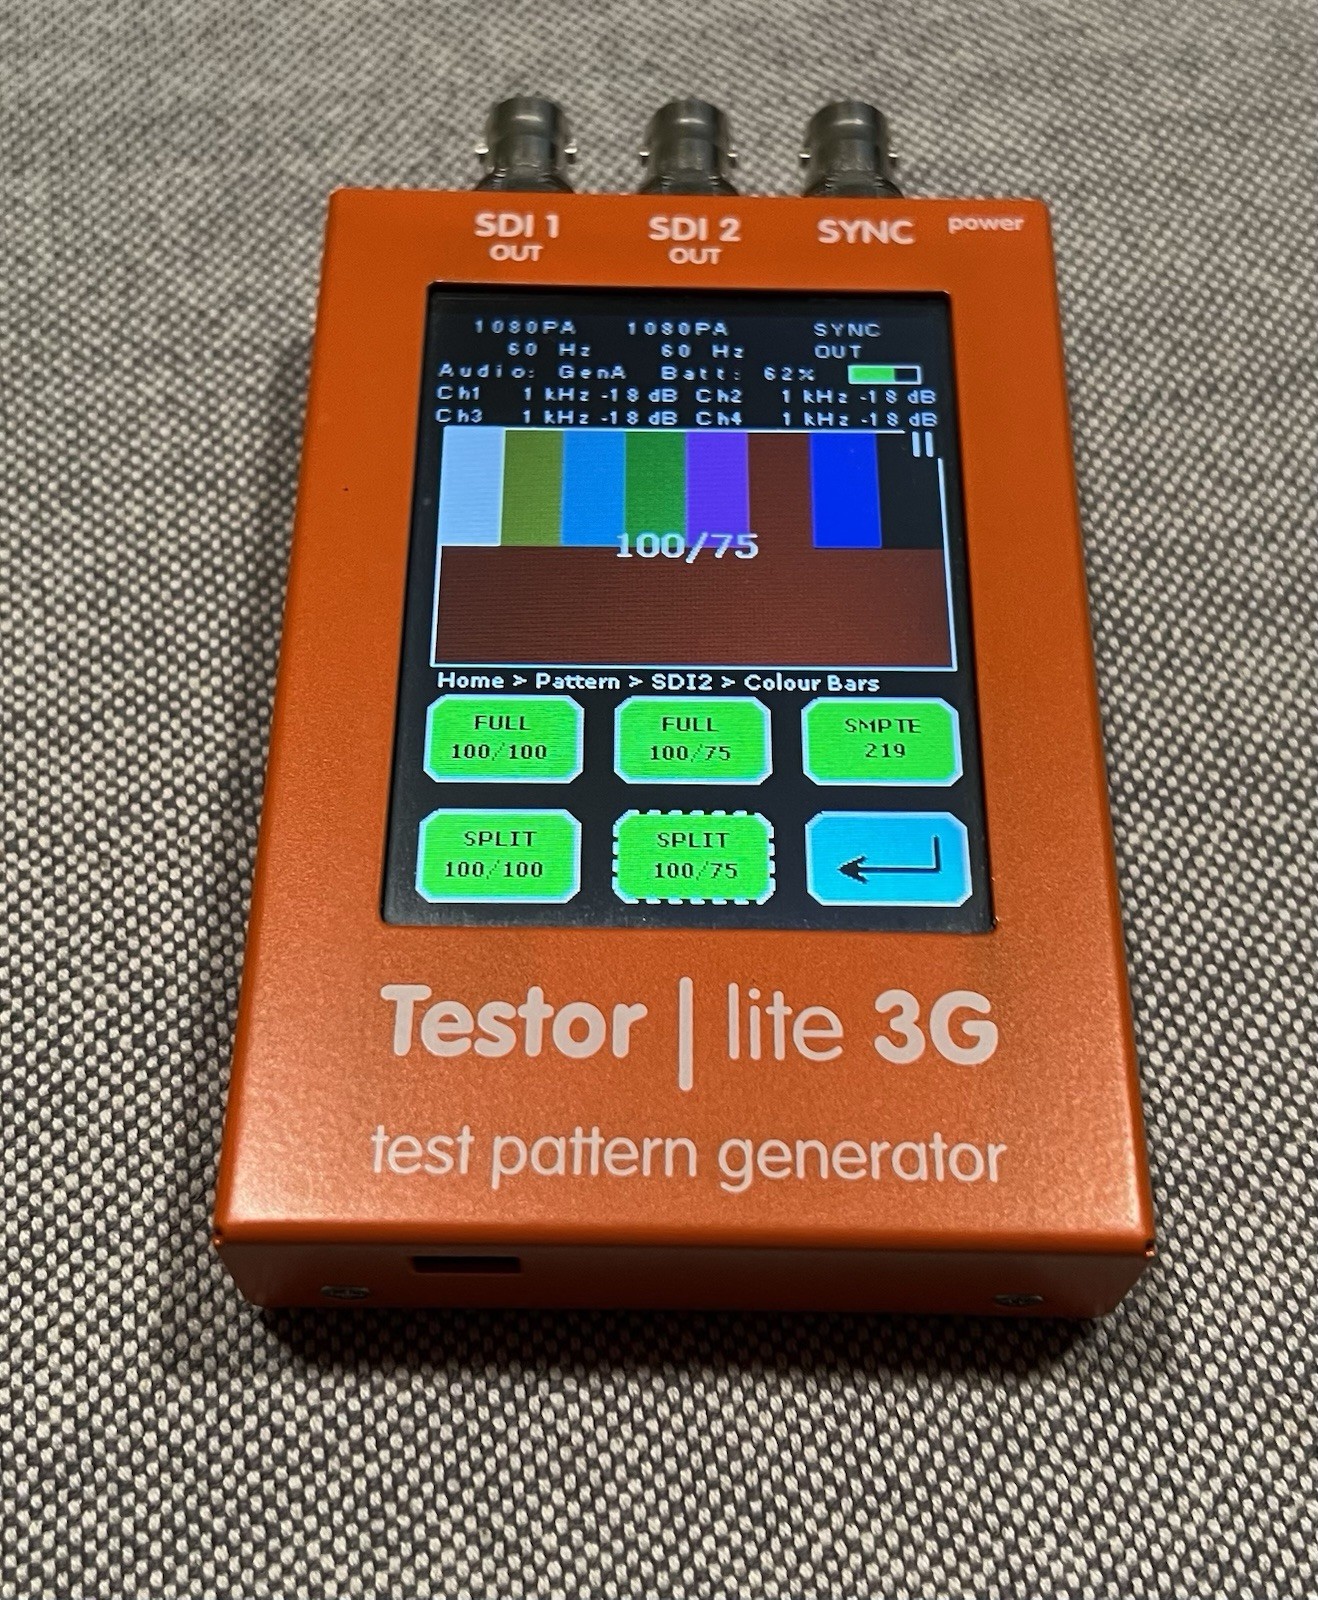 SDI 1 SDI 2 SYNC power
OUT OUT
1080PA 1080PA SYNC
60 Hz 60 Hz OUT
Audio: GenA Batt: 62%
Ch1 1 kHz -18 dB Ch2 1 kHz -18 dB
Ch3 1 kHz -18 dB Ch4 1 kHz -18 dB
100/75
Home > Pattern > SDI2 > Colour Bars
FULL FULL SMPTE
100/100 100/75 219
SPLIT SPLIT
100/100 100/75
Testor | lite 3G
test pattern generator